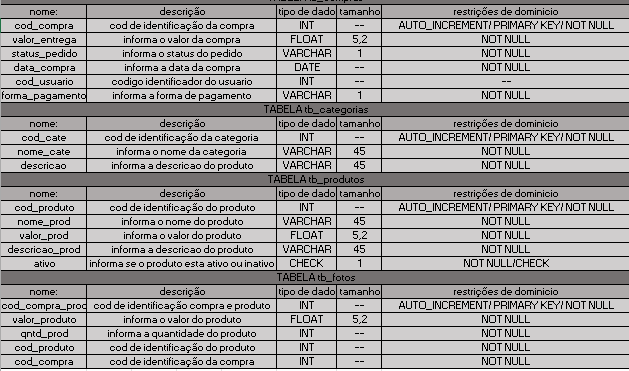 nome: descrição tipo de dado tamanho restrições de dominicio
cod_compra cod de identificação da compra INT -- AUTO_INCREMENT/ PRIMARY KEY/ NOT NULL
valor_entrega informa o valor da compra FLOAT 5,2 NOT NULL
status_pedido informa o status do pedido VARCHAR 1 NOT NULL
data_compra informa a data da compra DATE -- NOT NULL
cod_usuario codigo identificador do usuario INT -- --
forma_pagamento informa a forma de pagamento VARCHAR 1 NOT NULL
TABELA tb_categorias
nome: descrição tipo de dado tamanho restrições de dominicio
cod_cate cod de identificação da categoria INT -- AUTO_INCREMENT/ PRIMARY KEY/ NOT NULL
nome_cate informa o nome da categoria VARCHAR 45 NOT NULL
descricao informa a descricao do produto VARCHAR 45 NOT NULL
TABELA tb_produtos
nome: descrição tipo de dado tamanho restrições de dominicio
cod_produto cod de identificação do produto INT -- AUTO_INCREMENT/ PRIMARY KEY/ NOT NULL
nome_prod informa o nome do produto VARCHAR 45 NOT NULL
valor_prod informa o valor do produto FLOAT 5,2 NOT NULL
descricao_prod informa a descricao do produto VARCHAR 45 NOT NULL
ativo informa se o produto esta ativo ou inativo CHECK 1 NOT NULL/CHECK
TABELA tb_fotos
nome: descrição tipo de dado tamanho restrições de dominicio
cod_compra_prod cod de identificação compra e produto INT -- AUTO_INCREMENT/ PRIMARY KEY/ NOT NULL
valor_produto informa o valor do produto FLOAT 5,2 NOT NULL
qntd_prod informa a quantidade do produto INT -- NOT NULL
cod_produto cod de identificação do produto INT -- NOT NULL
cod_compra cod de identificação da compra INT -- NOT NULL